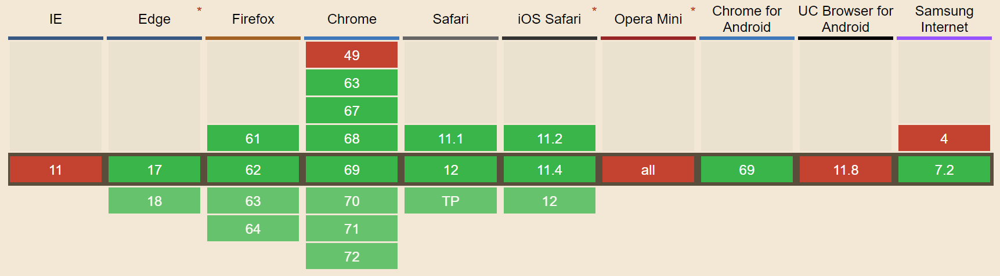 IE Edge * Firefox Chrome Safari iOS Safari * Opera Mini * Chrome for Android UC Browser for Android Samsung Internet
49
63
67
61 68 11.1 11.2 4
11 17 62 69 12 11.4 all 69 11.8 7.2
18 63 70 TP 12
64 71
72